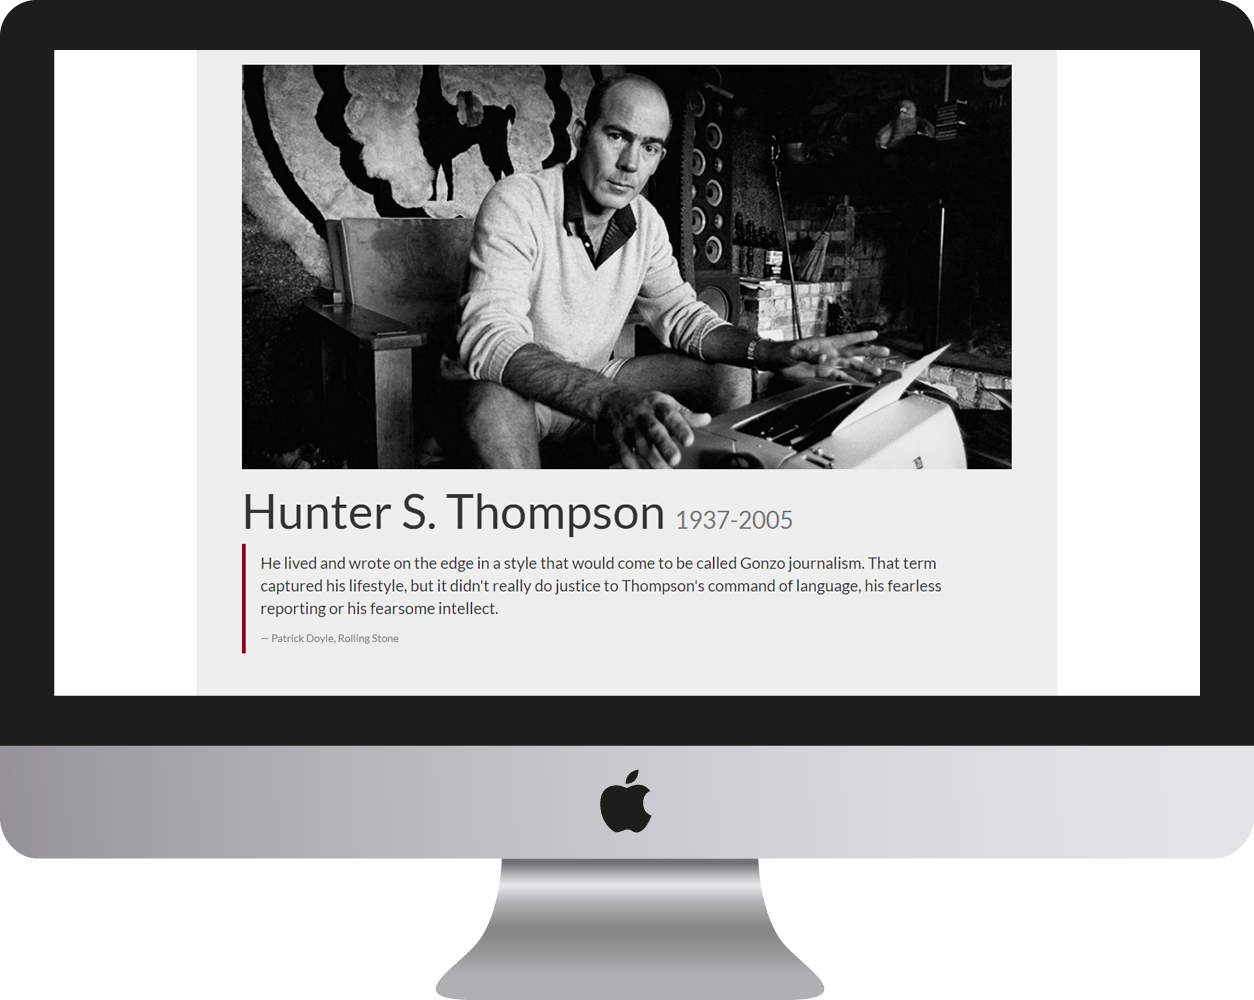 Hunter S. Thompson 1937-2005
He lived and wrote on the edge in a style that would come to be called Gonzo journalism. That term
captured his lifestyle, but it didn't really do justice to Thompson's command of language, his fearless
reporting or his fearsome intellect.
— Patrick Doyle, Rolling Stone